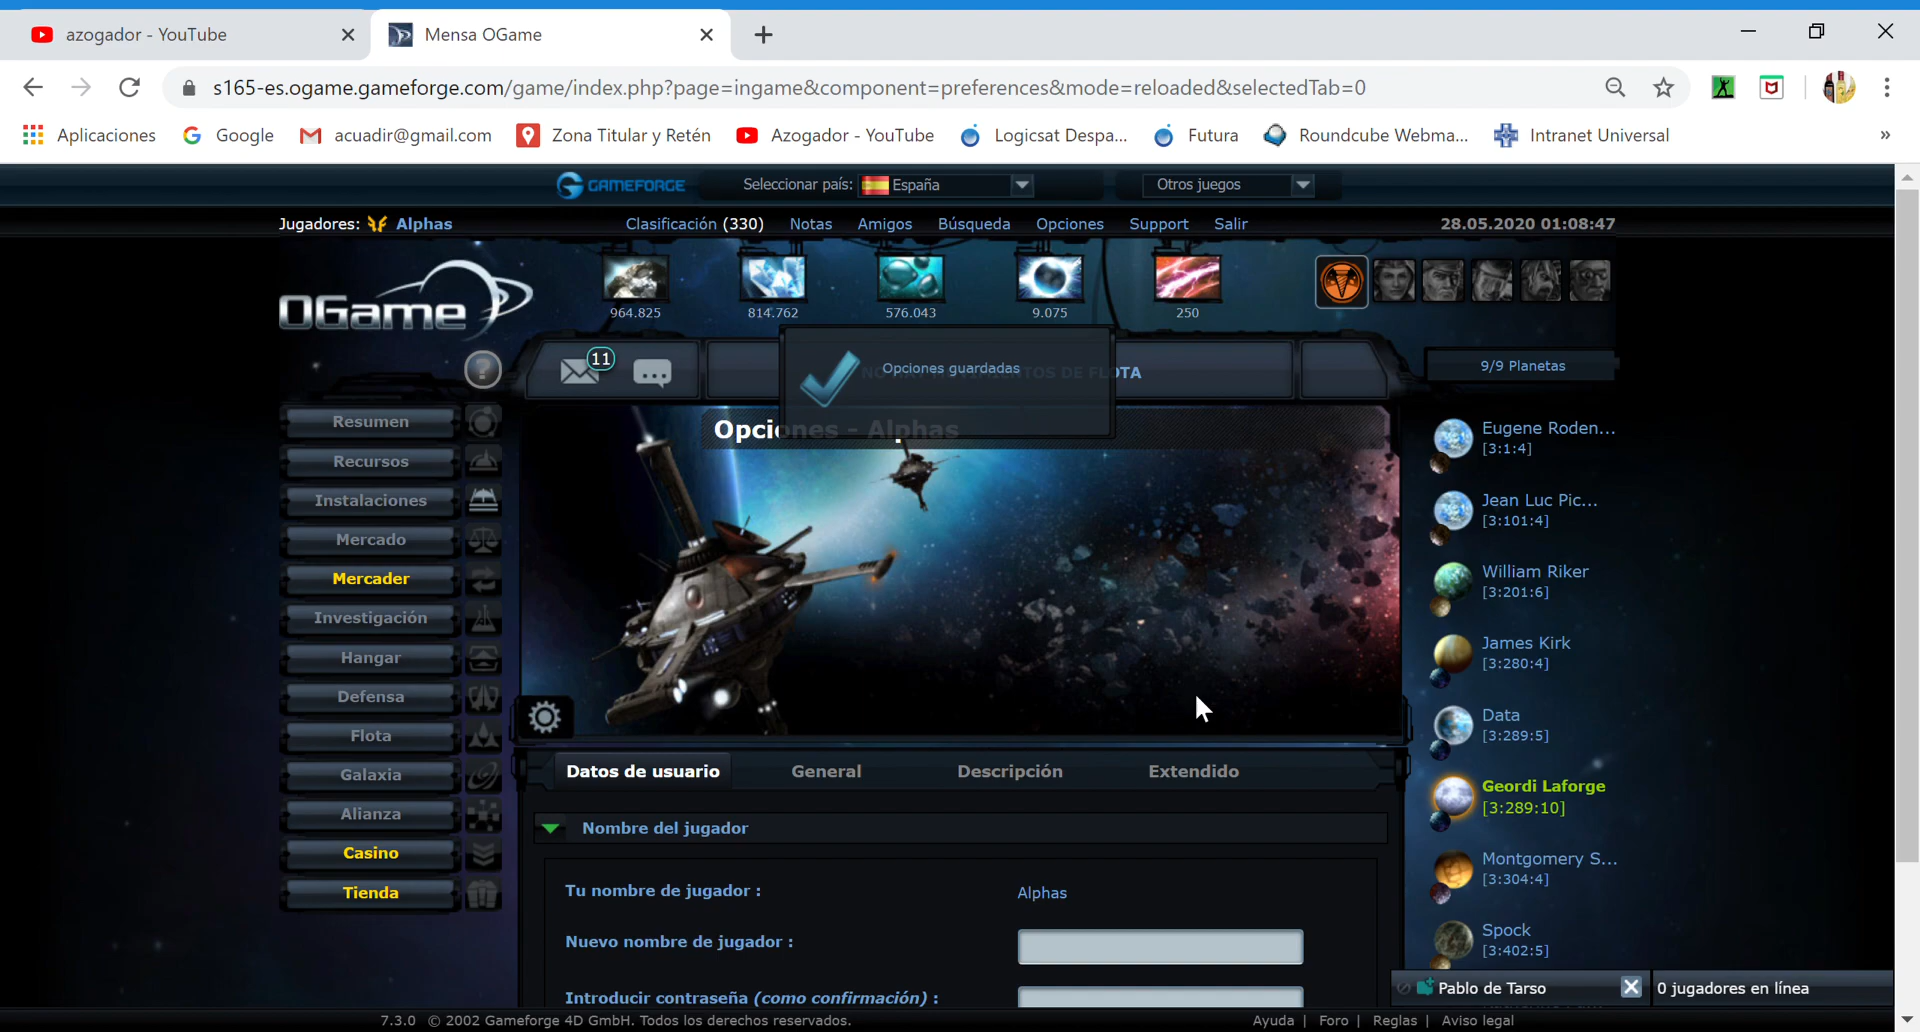 azogador - YouTube
Mensa OGame
s165-es.ogame.gameforge.com/game/index.php?page=ingame&component=preferences&mode=reloaded&selectedTab=0
Aplicaciones Google acuadir@gmail.com Zona Titular y Retén Azogador - YouTube Logicsat Despa... Futura Roundcube Webma... Intranet Universal »
GAMEFORGE Seleccionar país: España Otros juegos
Jugadores: Alphas Clasificación (330) Notas Amigos Búsqueda Opciones Support Salir 28.05.2020 01:08:47
OGame
964.825 814.762 576.043 9.075 250
? 11
Opciones guardadas
TOS DE FLOTA
9/9 Planetas
Opciones - Alphas
Resumen
Recursos
Instalaciones
Mercado
Mercader
Investigación
Hangar
Defensa
Flota
Galaxia
Alianza
Casino
Tienda
Eugene Roden...
[3:1:4]
Jean Luc Pic...
[3:101:4]
William Riker
[3:201:6]
James Kirk
[3:280:4]
Data
[3:289:5]
Geordi Laforge
[3:289:10]
Montgomery S...
[3:304:4]
Spock
[3:402:5]
Datos de usuario General Descripción Extendido
Nombre del jugador
Tu nombre de jugador : Alphas
Nuevo nombre de jugador :
Introducir contraseña (como confirmación) :
Pablo de Tarso 0 jugadores en línea
7.3.0 © 2002 Gameforge 4D GmbH. Todos los derechos reservados. Ayuda | Foro | Reglas | Aviso legal